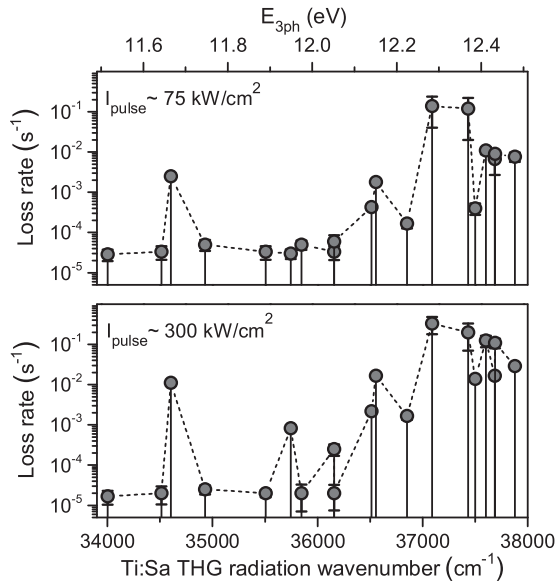 E₃ₚₕ (eV)
11.6 11.8 12.0 12.2 12.4
I_pulse ~ 75 kW/cm²
Loss rate (s⁻¹)
10⁻¹
10⁻²
10⁻³
10⁻⁴
10⁻⁵
I_pulse ~ 300 kW/cm²
Loss rate (s⁻¹)
10⁻¹
10⁻²
10⁻³
10⁻⁴
10⁻⁵
34000 35000 36000 37000 38000
Ti:Sa THG radiation wavenumber (cm⁻¹)